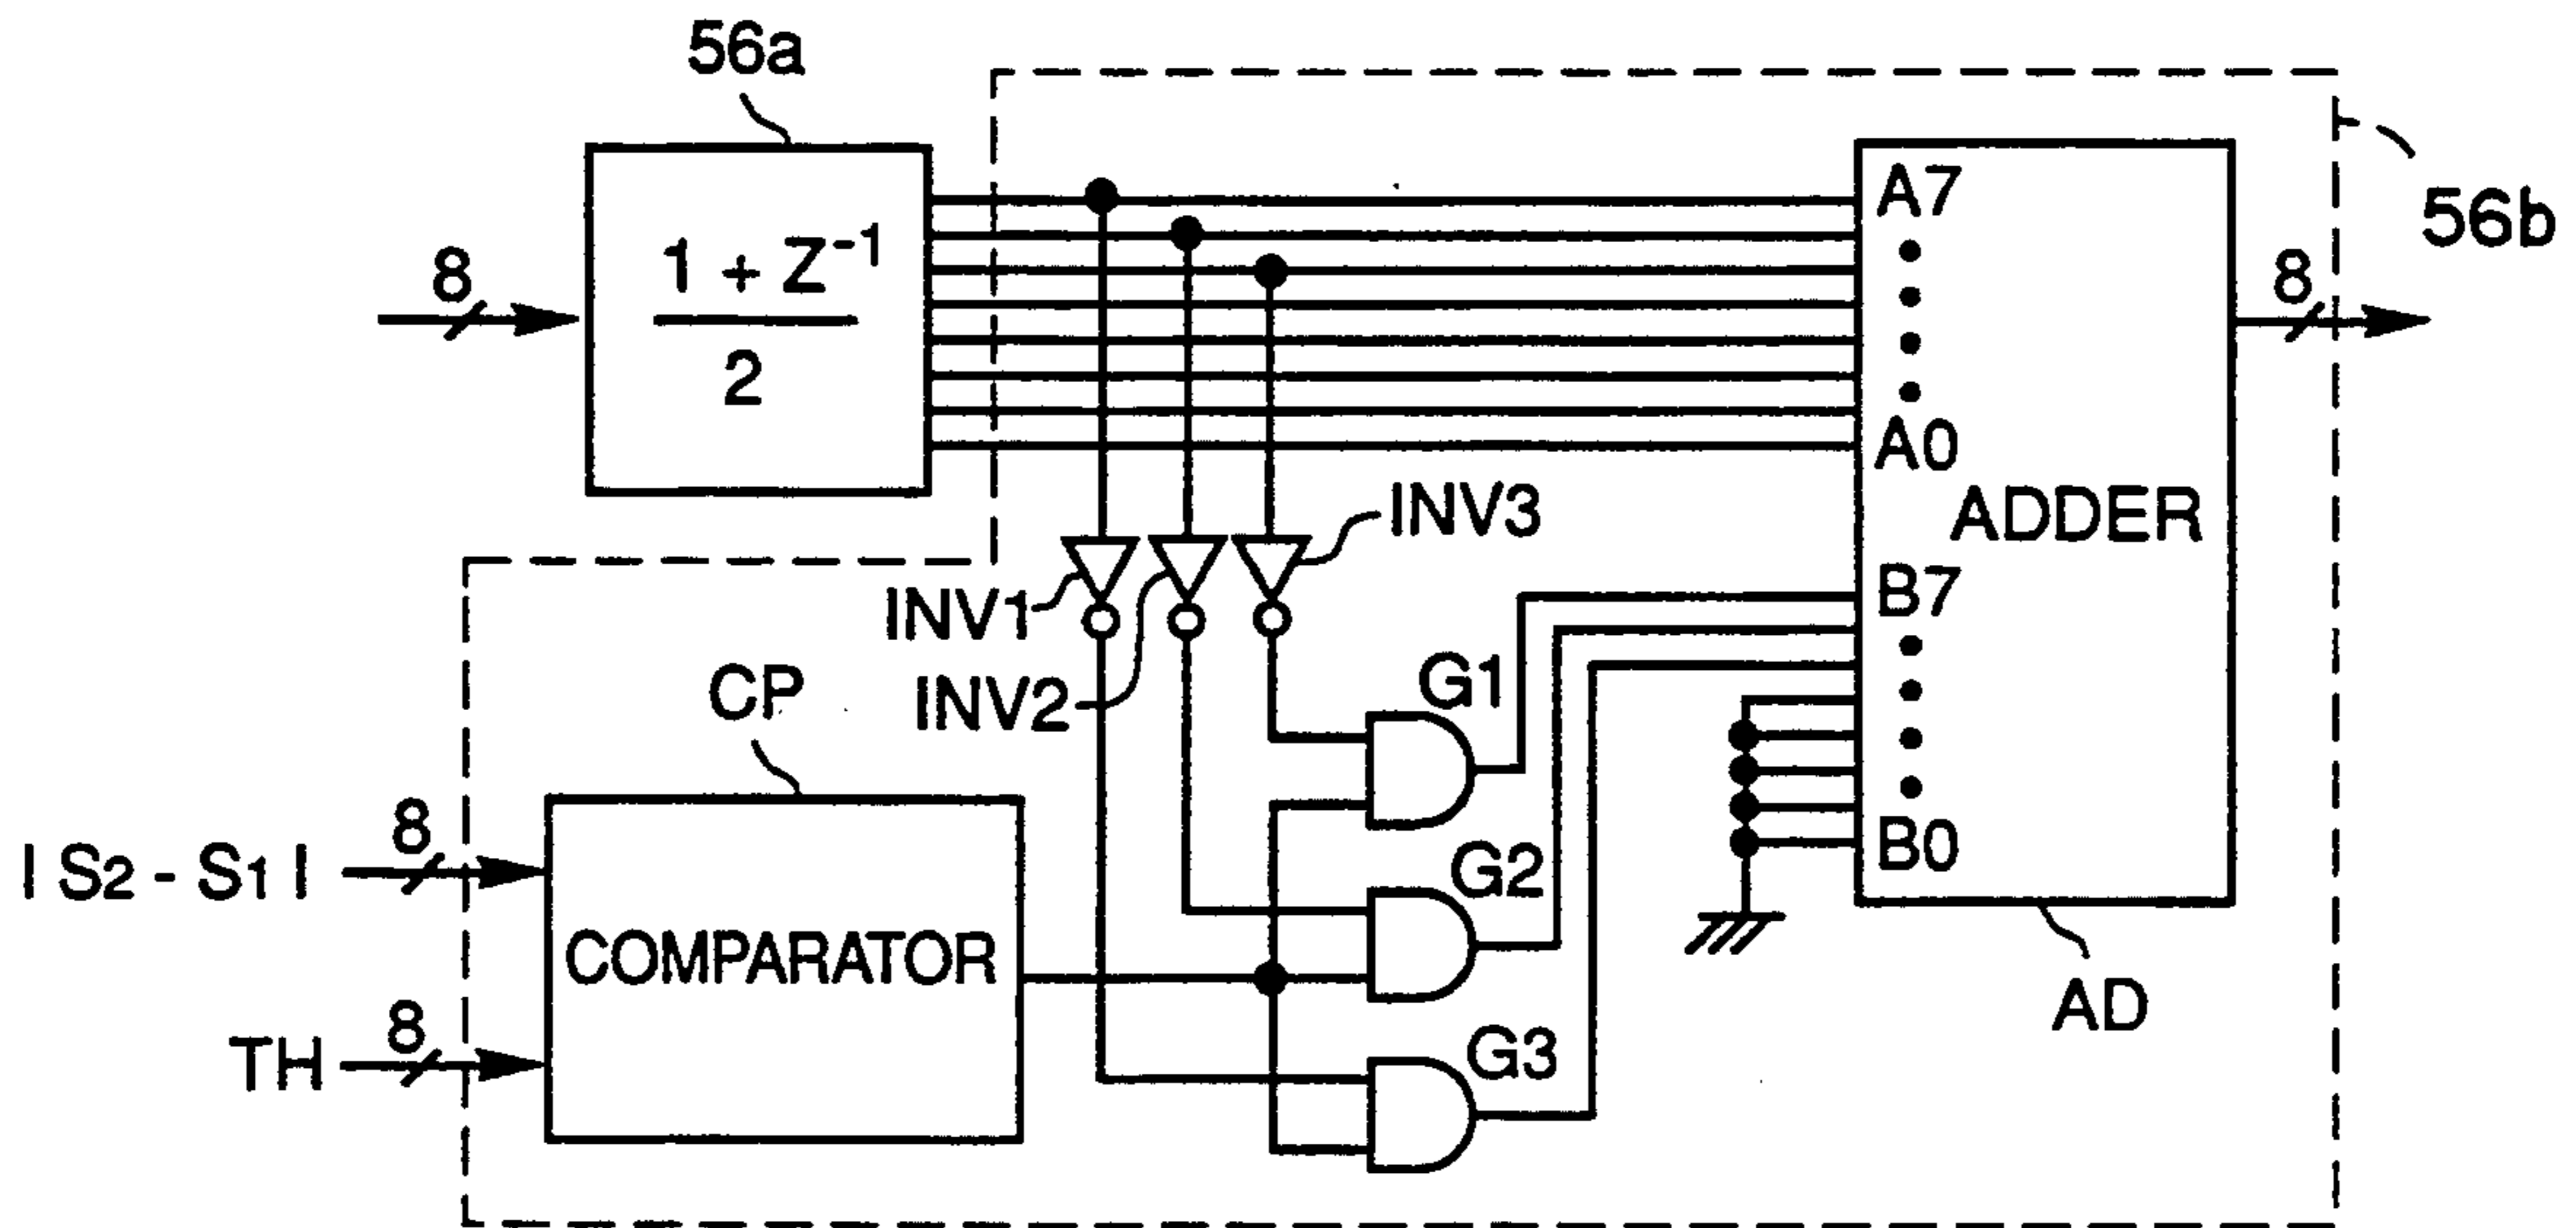 56a
56b
8
1 + Z-1
2
A7
A0
8
ADDER
INV3
INV1
INV2
B7
B0
CP
G1
G2
G3
| S2 - S1 |
8
COMPARATOR
TH
8
AD